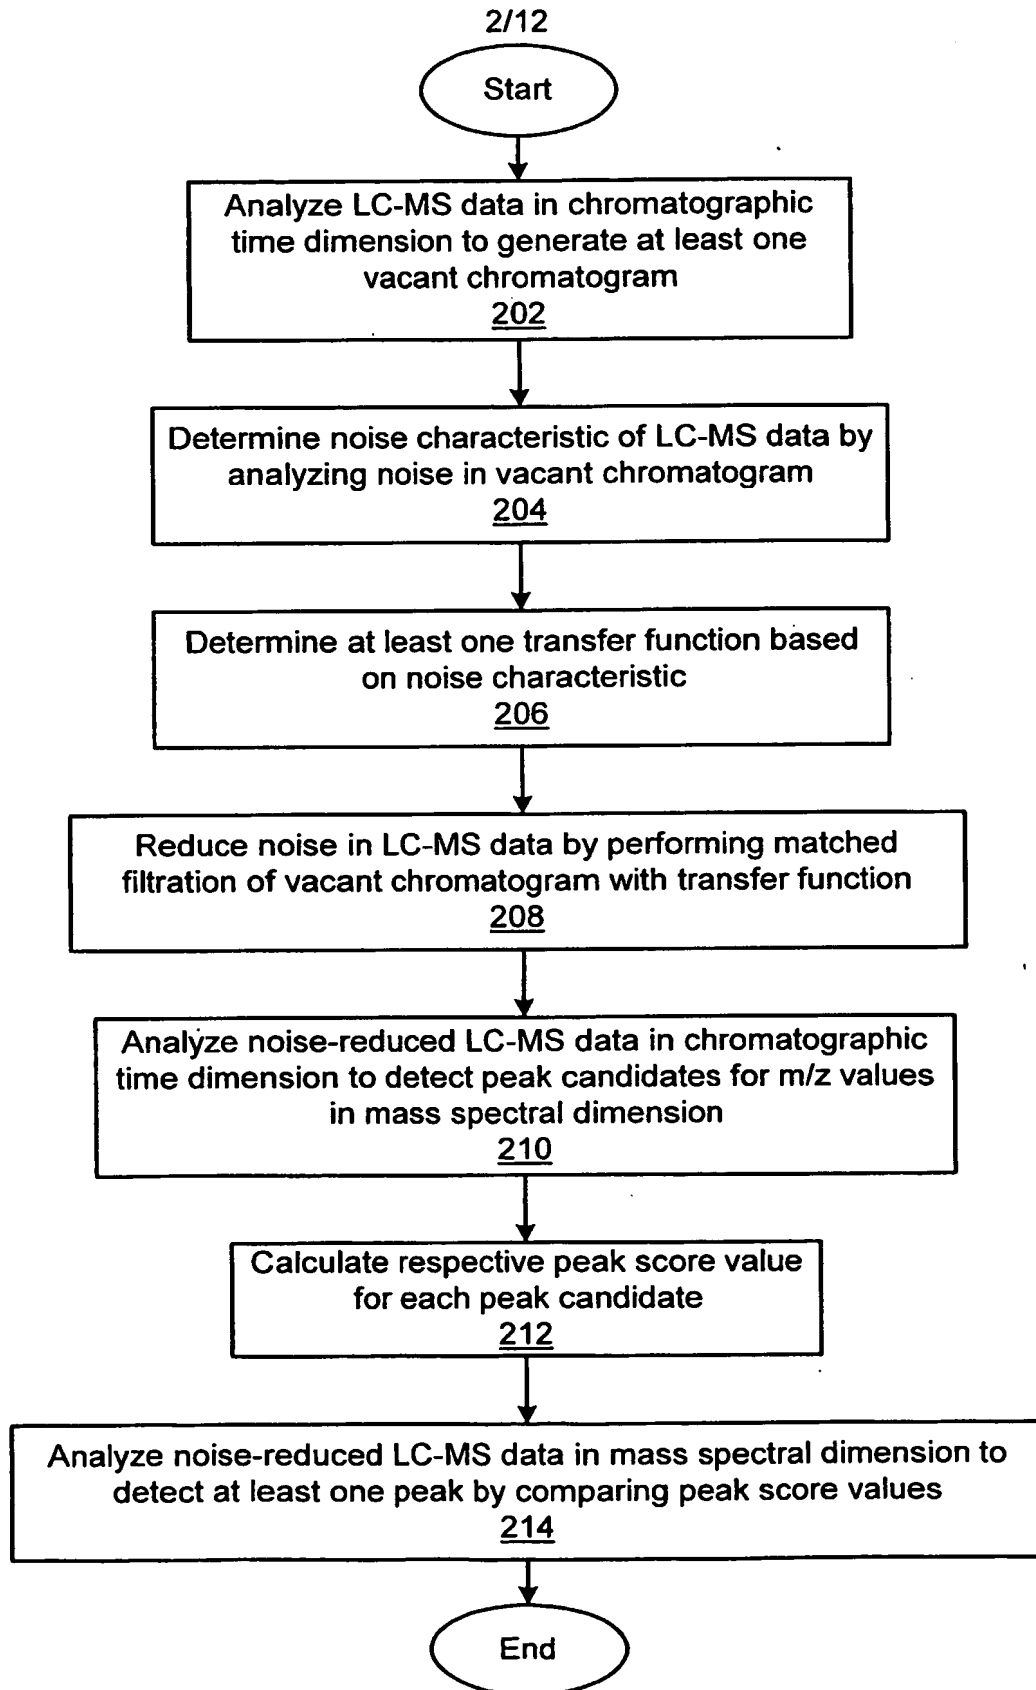 2/12
Start
Analyze LC-MS data in chromatographic
time dimension to generate at least one
vacant chromatogram
202
Determine noise characteristic of LC-MS data by
analyzing noise in vacant chromatogram
204
Determine at least one transfer function based
on noise characteristic
206
Reduce noise in LC-MS data by performing matched
filtration of vacant chromatogram with transfer function
208
Analyze noise-reduced LC-MS data in chromatographic
time dimension to detect peak candidates for m/z values
in mass spectral dimension
210
Calculate respective peak score value
for each peak candidate
212
Analyze noise-reduced LC-MS data in mass spectral dimension to
detect at least one peak by comparing peak score values
214
End